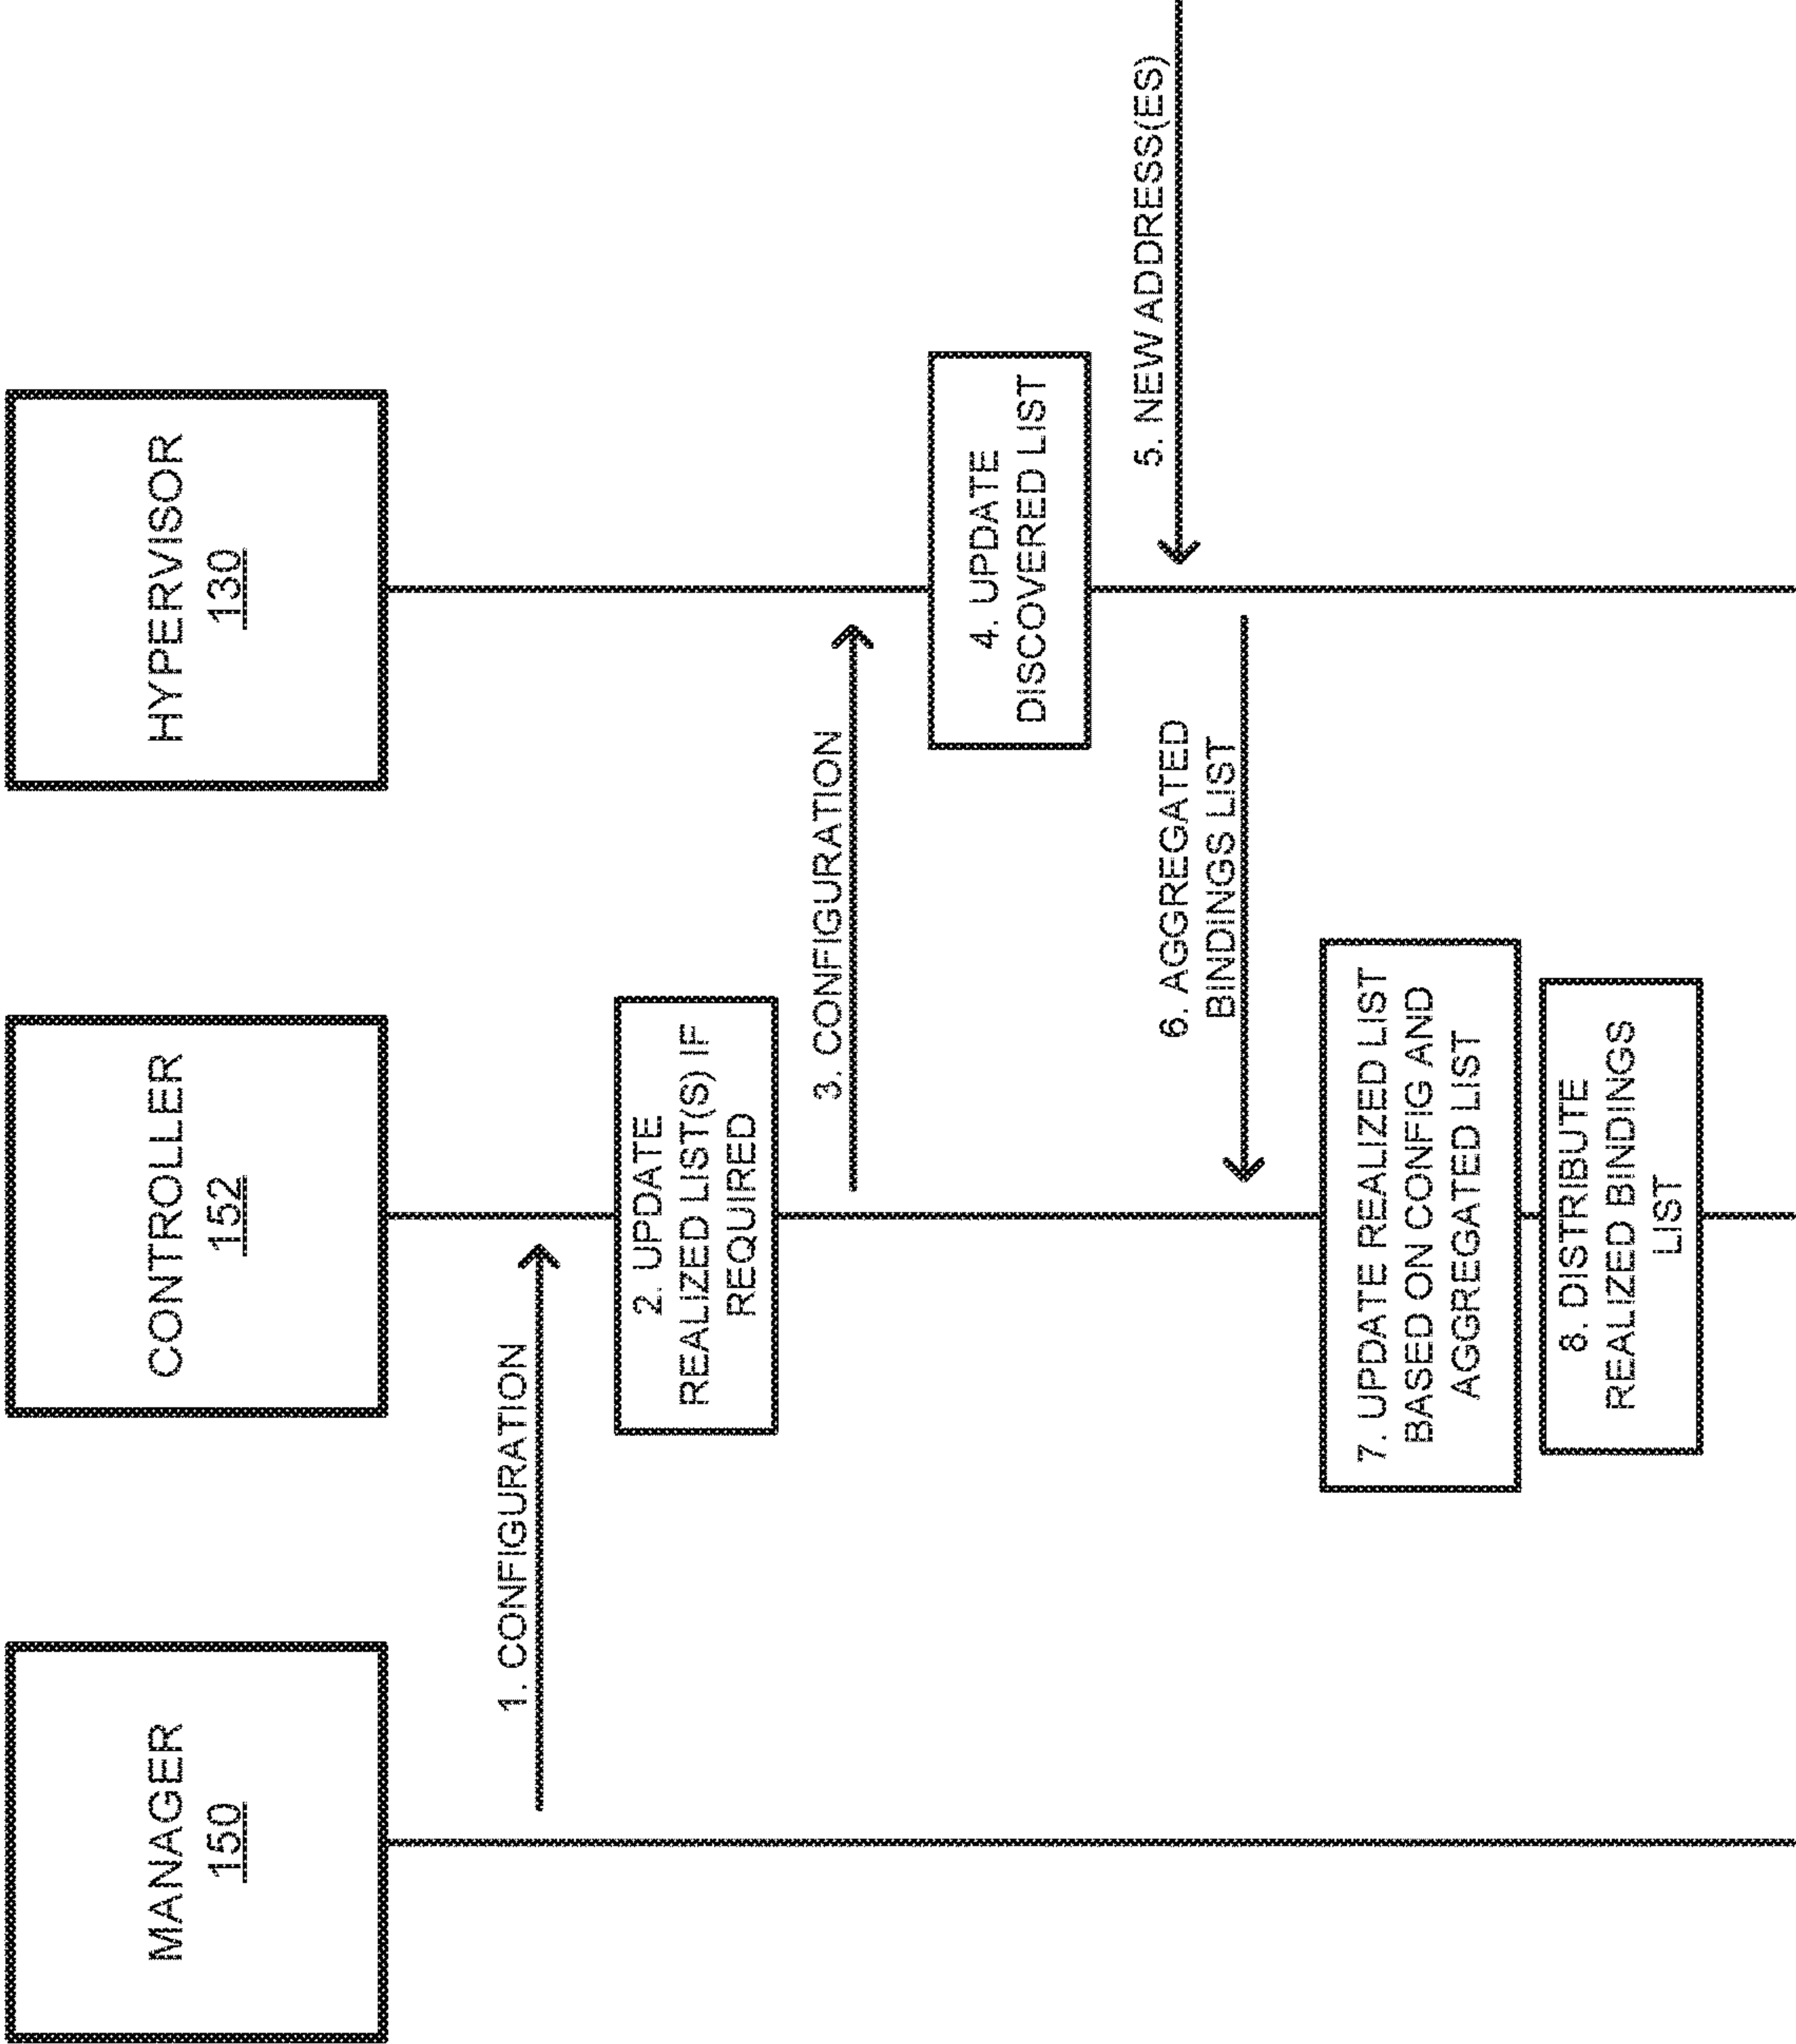 MANAGER
150
CONTROLLER
152
HYPERVISOR
130
1. CONFIGURATION
2. UPDATE
REALIZED LIST(S) IF
REQUIRED
3. CONFIGURATION
4. UPDATE
DISCOVERED LIST
5. NEW ADDRESS(ES)
6. AGGREGATED
BINDINGS LIST
7. UPDATE REALIZED LIST
BASED ON CONFIG AND
AGGREGATED LIST
8. DISTRIBUTE
REALIZED BINDINGS
LIST